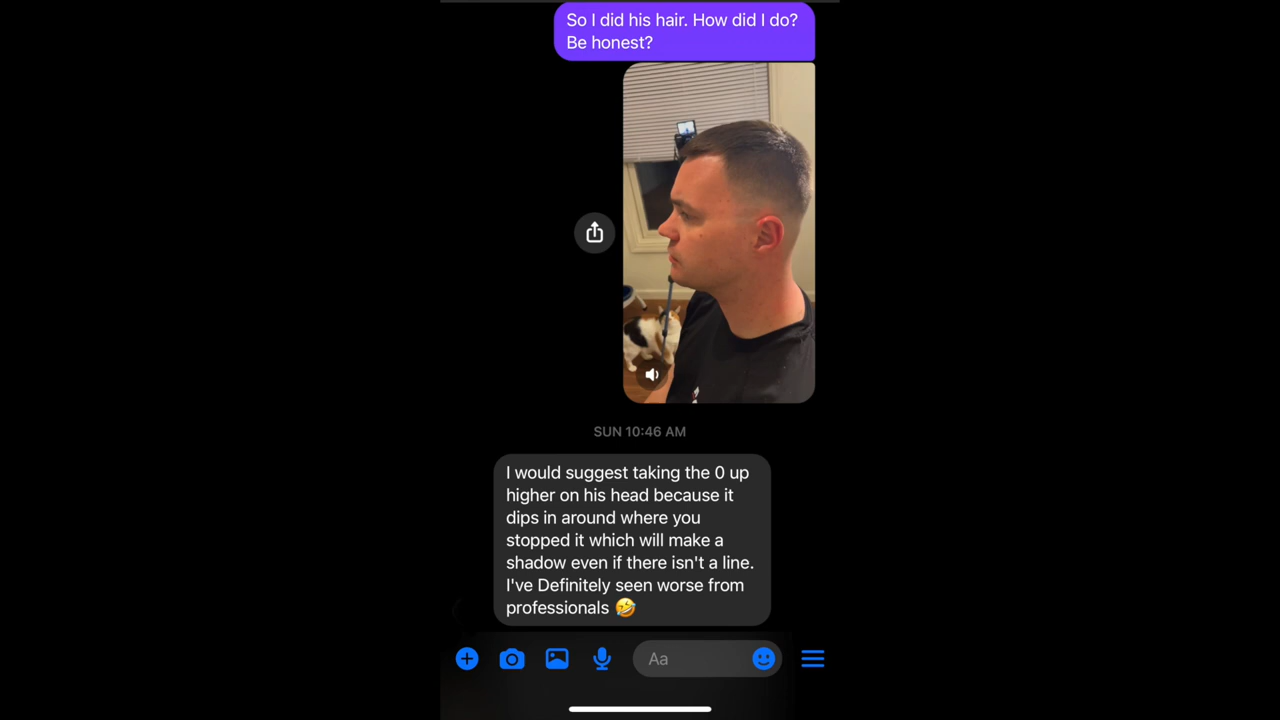 So I did his hair. How did I do?
Be honest?
SUN 10:46 AM
I would suggest taking the 0 up
higher on his head because it
dips in around where you
stopped it which will make a
shadow even if there isn't a line.
I've Definitely seen worse from
professionals 🤣
Aa